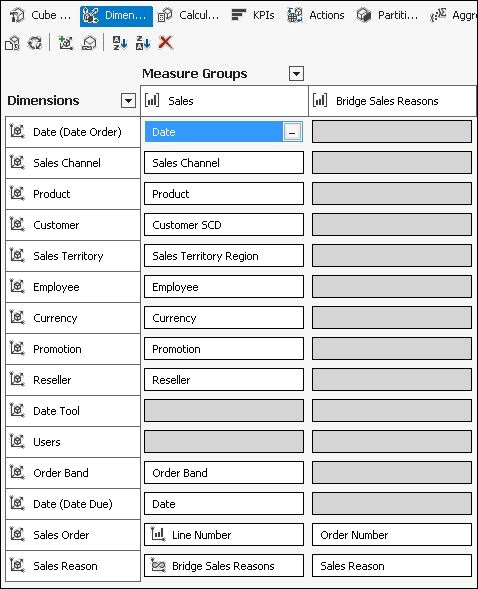 Cube ... Dimen... Calcul... KPIs Actions Partiti... Aggre
Measure Groups
Dimensions Sales Bridge Sales Reasons
Date (Date Order) Date ...
Sales Channel Sales Channel
Product Product
Customer Customer SCD
Sales Territory Sales Territory Region
Employee Employee
Currency Currency
Promotion Promotion
Reseller Reseller
Date Tool
Users
Order Band Order Band
Date (Date Due) Date
Sales Order Line Number Order Number
Sales Reason Bridge Sales Reasons Sales Reason